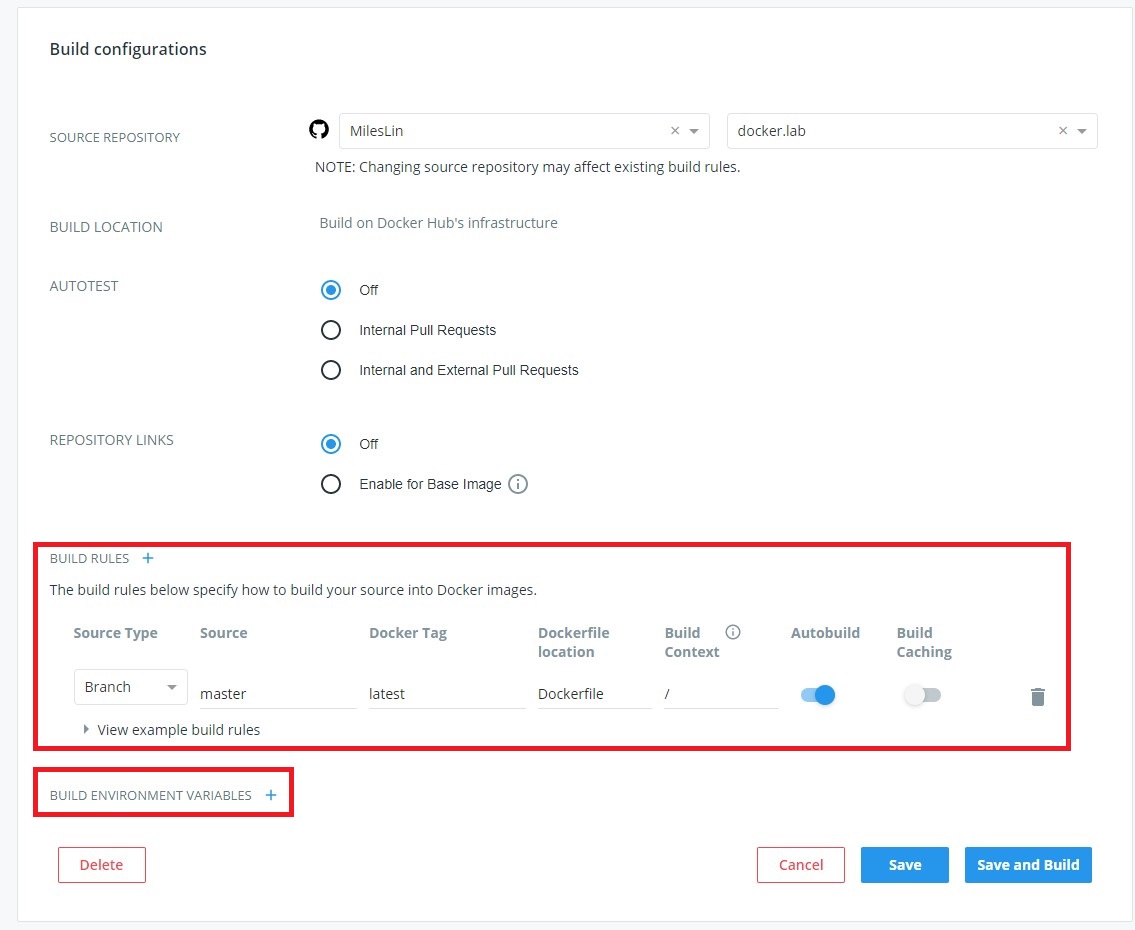 Build configurations
SOURCE REPOSITORY
MilesLin
docker.lab
NOTE: Changing source repository may affect existing build rules.
BUILD LOCATION
Build on Docker Hub's infrastructure
AUTOTEST
Off
Internal Pull Requests
Internal and External Pull Requests
REPOSITORY LINKS
Off
Enable for Base Image
BUILD RULES +
The build rules below specify how to build your source into Docker images.
Source Type Source Docker Tag Dockerfile location Build Context Autobuild Build Caching
Branch master latest Dockerfile /
View example build rules
BUILD ENVIRONMENT VARIABLES +
Delete Cancel Save Save and Build